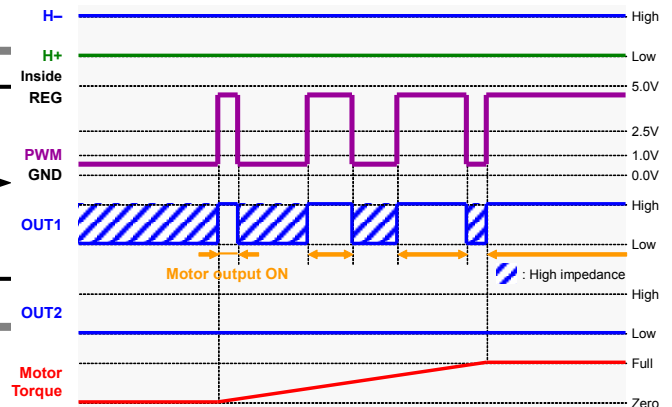 H–
High
H+
Low
Inside
REG
5.0V
2.5V
PWM
1.0V
GND
0.0V
High
OUT1
Low
Motor output ON
: High impedance
High
OUT2
Low
Full
Motor
Torque
Zero